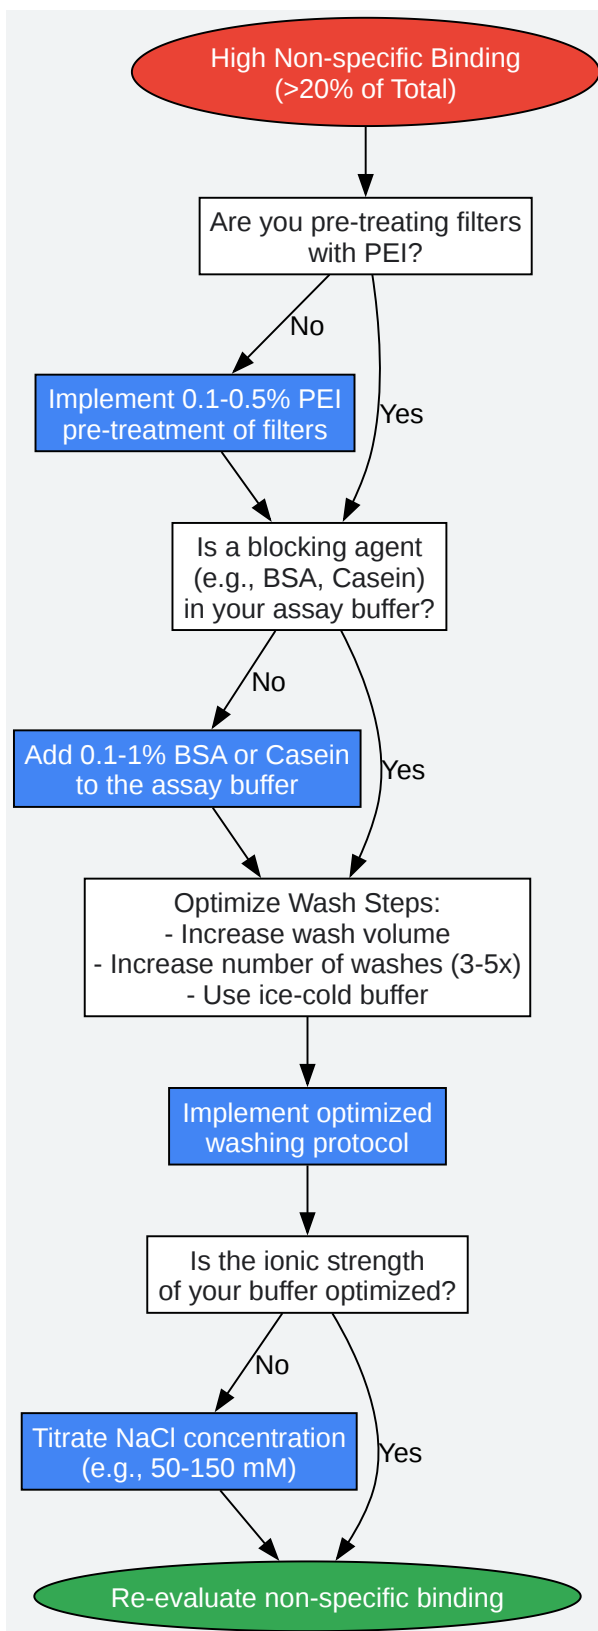 High Non-specific Binding
(>20% of Total)
Are you pre-treating filters
with PEI?
No
Implement 0.1-0.5% PEI
pre-treatment of filters
Yes
Is a blocking agent
(e.g., BSA, Casein)
in your assay buffer?
No
Add 0.1-1% BSA or Casein
to the assay buffer
Yes
Optimize Wash Steps:
- Increase wash volume
- Increase number of washes (3-5x)
- Use ice-cold buffer
Implement optimized
washing protocol
Is the ionic strength
of your buffer optimized?
No
Titrate NaCl concentration
(e.g., 50-150 mM)
Yes
Re-evaluate non-specific binding